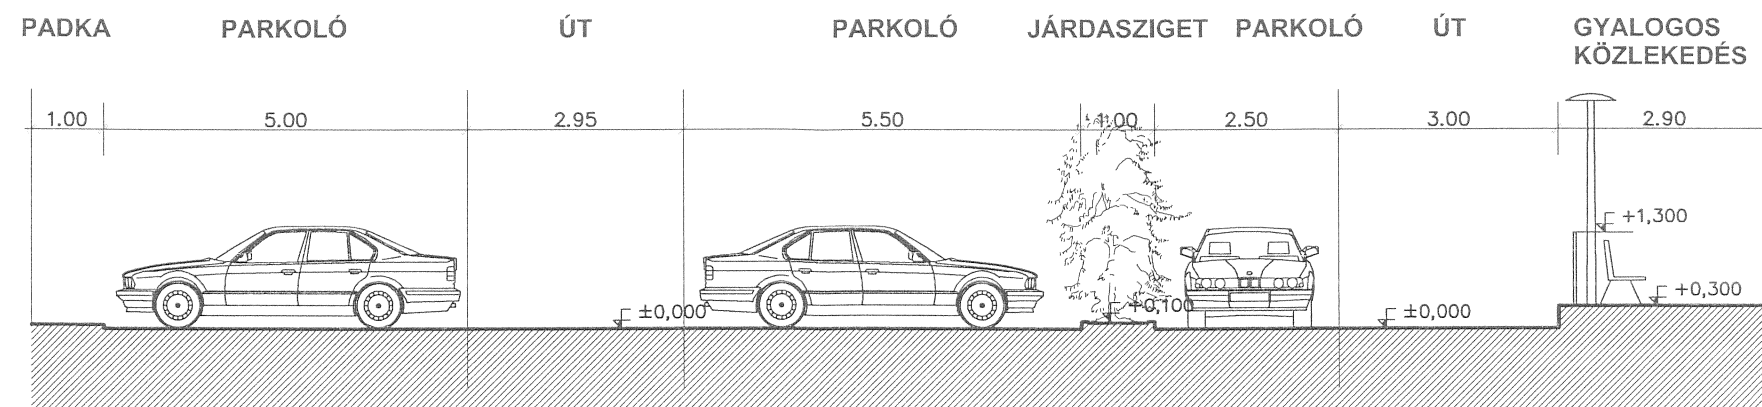 PADKA PARKOLÓ ÚT PARKOLÓ JÁRDASZIGET PARKOLÓ ÚT GYALOGOS
KÖZLEKEDÉS
1.00 5.00 2.95 5.50 1.00 2.50 3.00 2.90
+1,300
+0,300
±0,000 +0,100 ±0,000